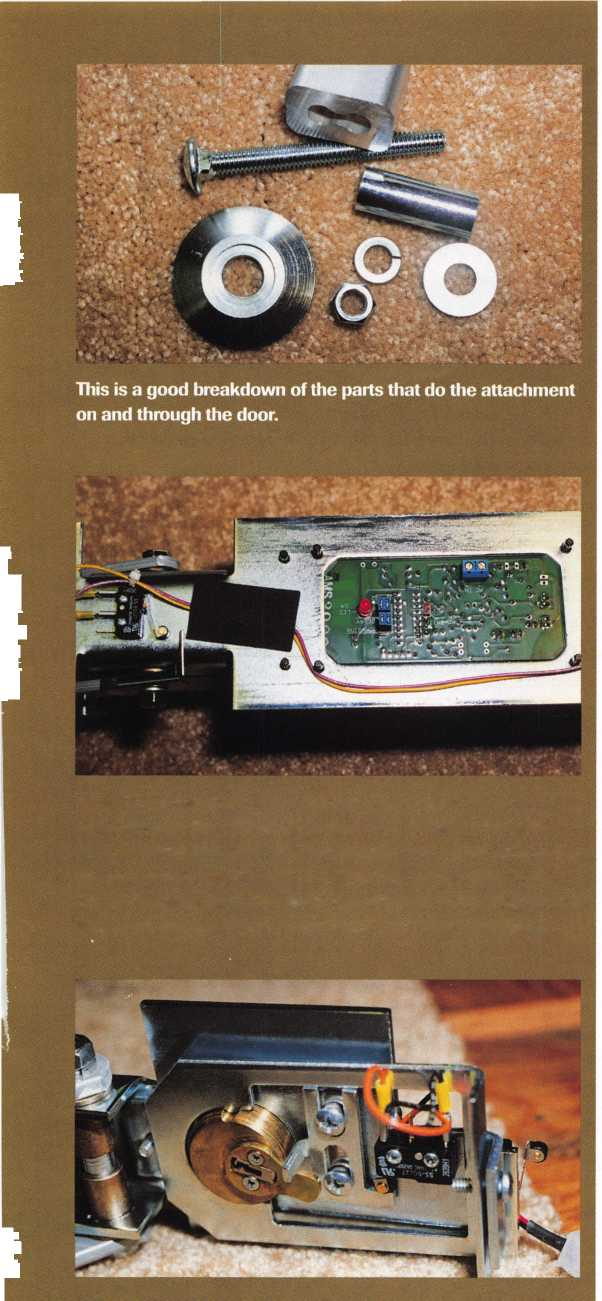 This is a good breakdown of the parts that do the attachment
on and through the door.